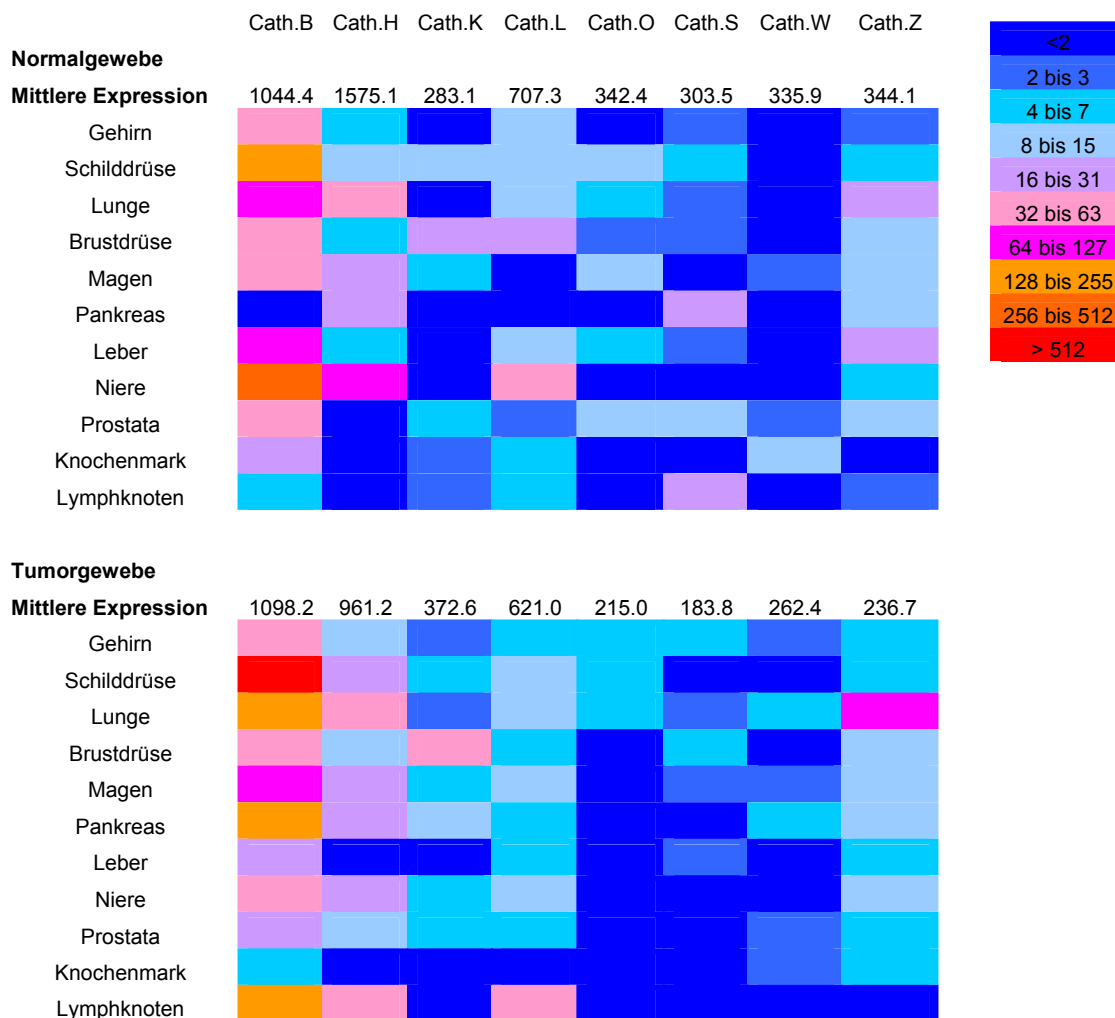 Cath.B Cath.H Cath.K Cath.L Cath.O Cath.S Cath.W Cath.Z
Normalgewebe
Mittlere Expression 1044.4 1575.1 283.1 707.3 342.4 303.5 335.9 344.1
Gehirn
Schilddrüse
Lunge
Brustdrüse
Magen
Pankreas
Leber
Niere
Prostata
Knochenmark
Lymphknoten
<2
2 bis 3
4 bis 7
8 bis 15
16 bis 31
32 bis 63
64 bis 127
128 bis 255
256 bis 512
> 512
Tumorgewebe
Mittlere Expression 1098.2 961.2 372.6 621.0 215.0 183.8 262.4 236.7
Gehirn
Schilddrüse
Lunge
Brustdrüse
Magen
Pankreas
Leber
Niere
Prostata
Knochenmark
Lymphknoten